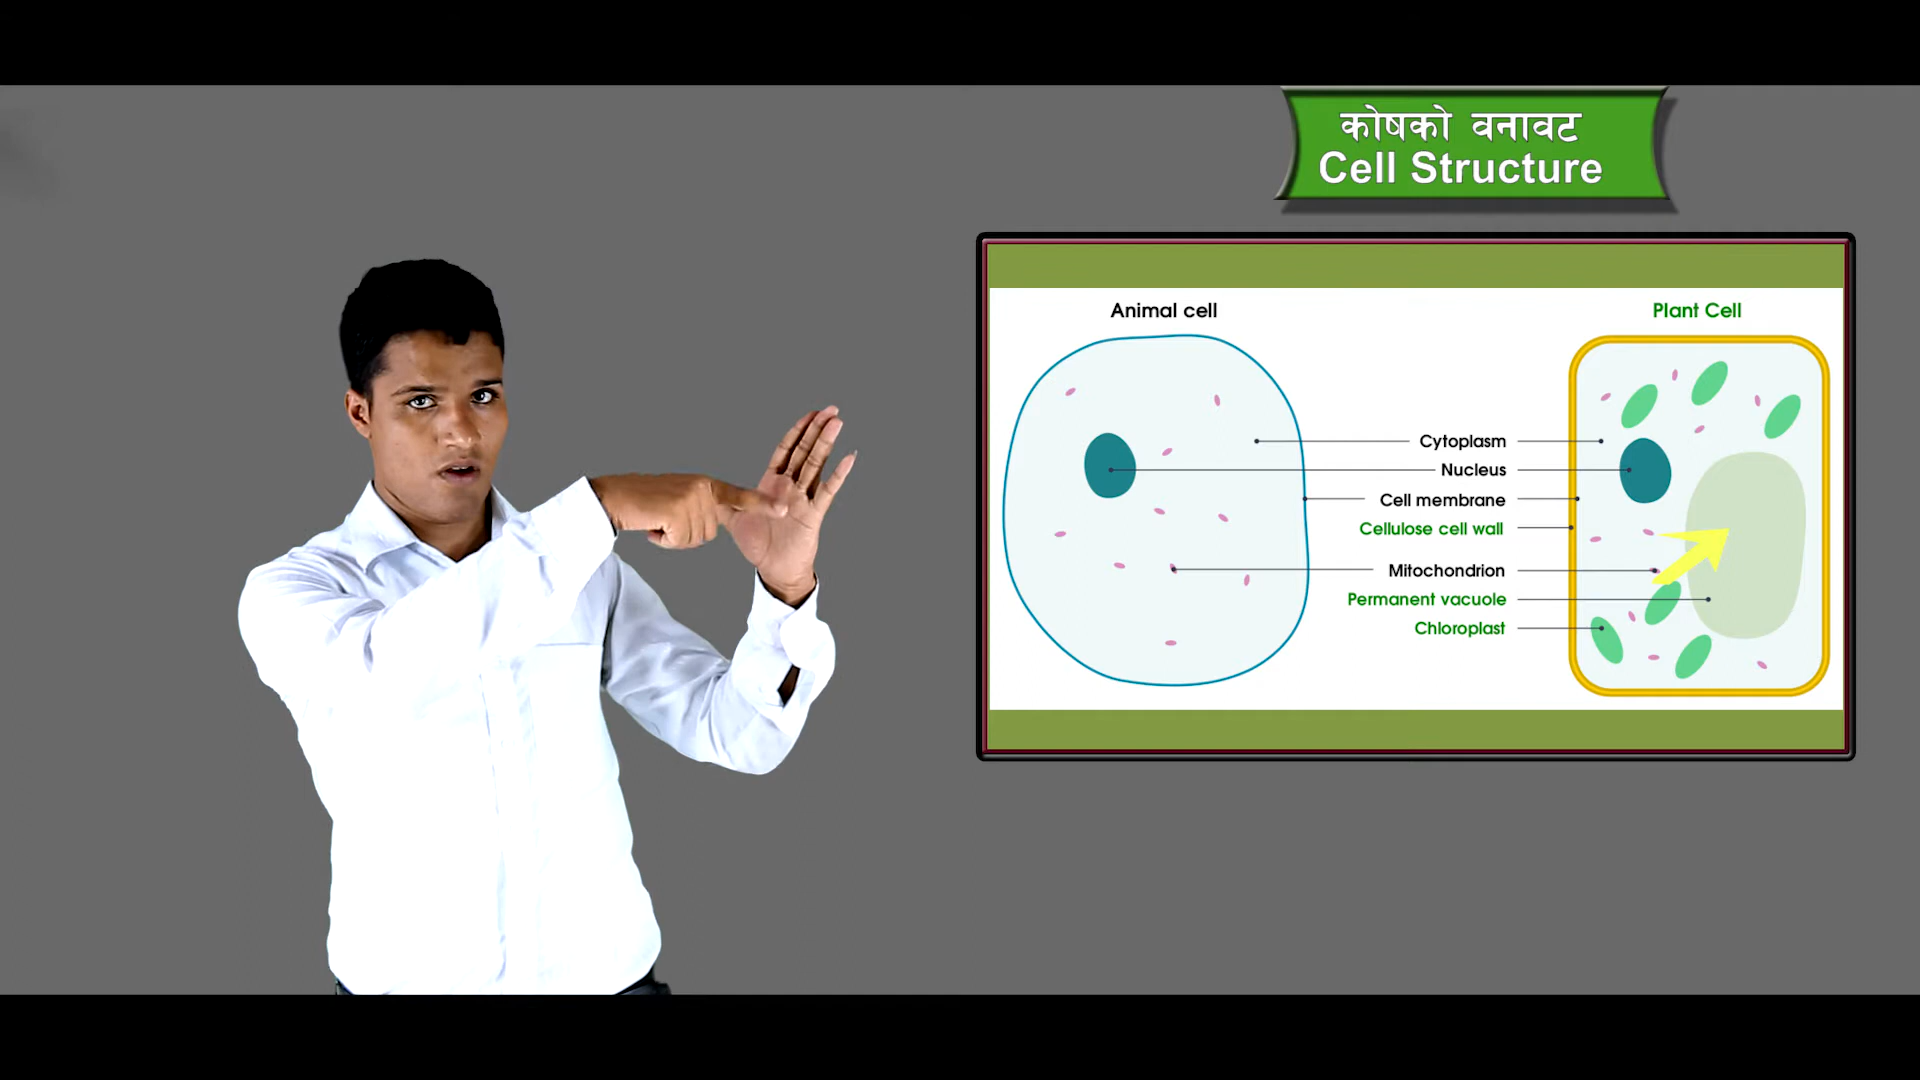 कोषको वनावट
Cell Structure
Animal cell
Plant Cell
Cytoplasm
Nucleus
Cell membrane
Cellulose cell wall
Mitochondrion
Permanent vacuole
Chloroplast